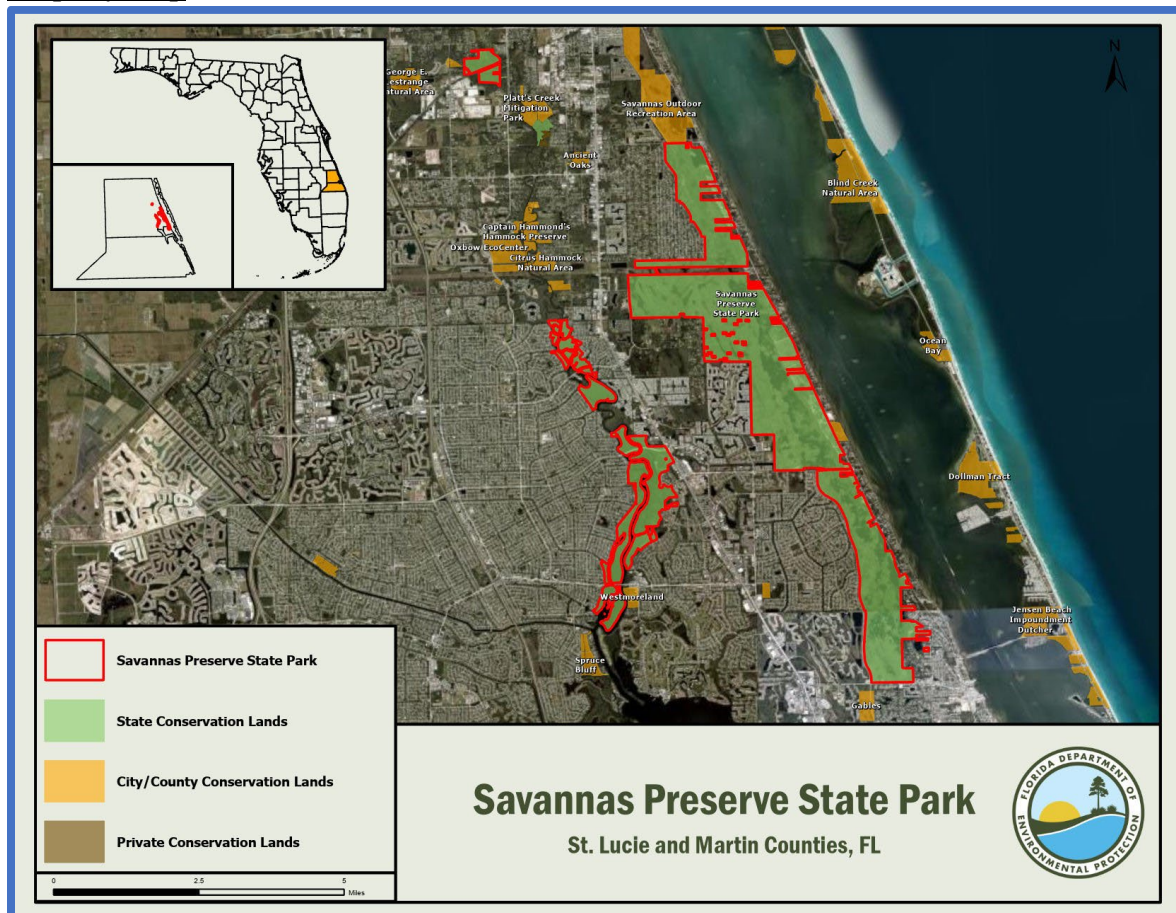 N
George E.
Lestrange
Natural Area
Platt's Creek
Mitigation
Park
Savannas Outdoor
Recreation Area
Ancient
Oaks
Blind Creek
Natural Area
Captain Hammond's
Hammock Preserve
Oxbow EcoCenter
Citrus Hammock
Natural Area
Savannas
Preserve
State Park
Ocean
Bay
Dollman Tract
Westmoreland
Jensen Beach
Impoundment
Dutcher
Spruce
Bluff
Gables
Savannas Preserve State Park
State Conservation Lands
City/County Conservation Lands
Private Conservation Lands
0 2.5 5
Miles
Savannas Preserve State Park
St. Lucie and Martin Counties, FL
FLORIDA DEPARTMENT OF
ENVIRONMENTAL PROTECTION